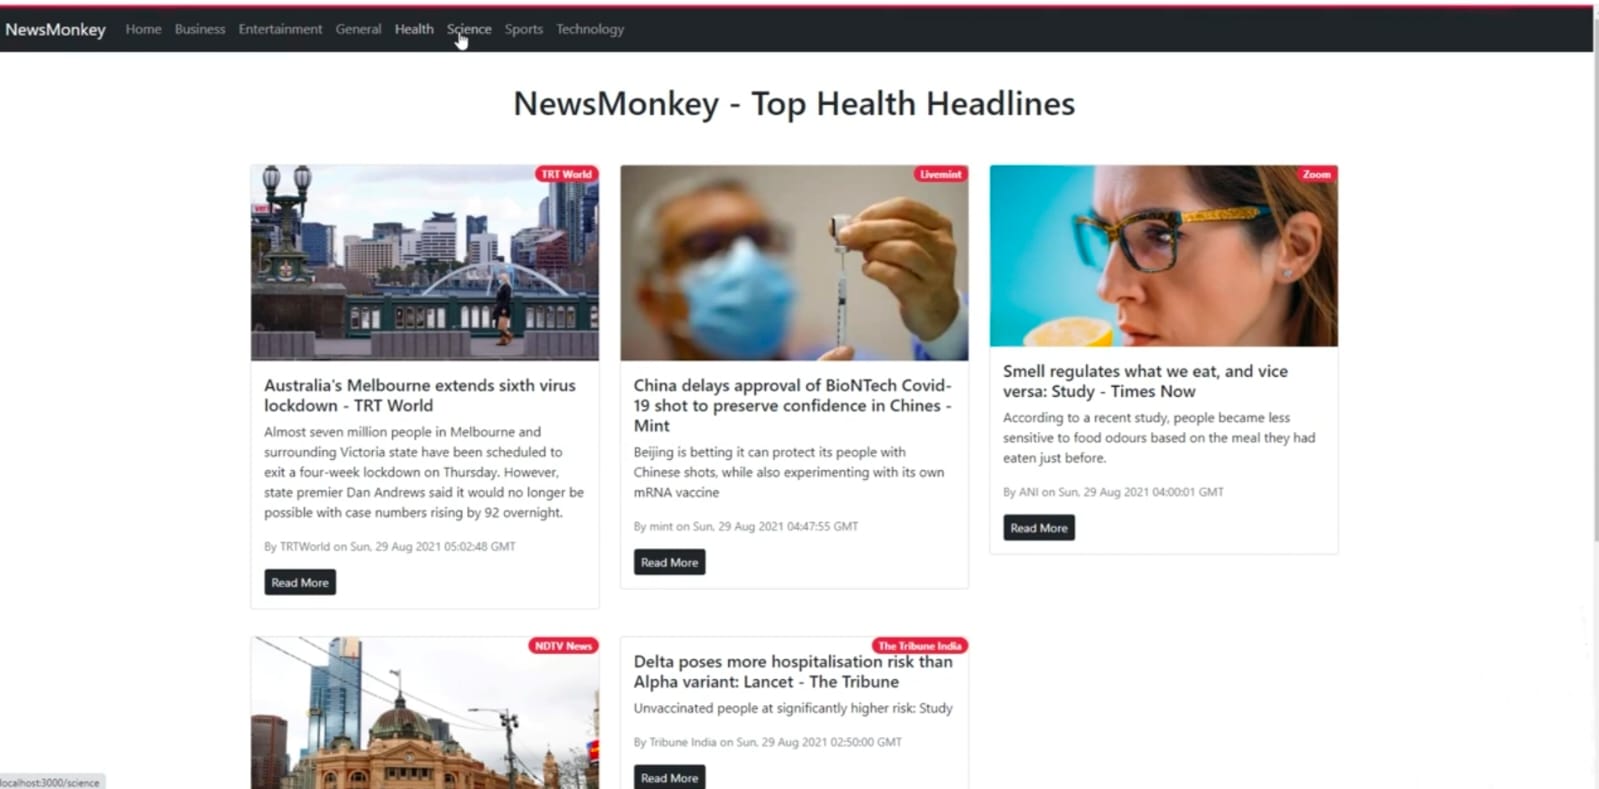 NewsMonkey Home Business Entertainment General Health Science Sports Technology
NewsMonkey - Top Health Headlines
TRT World
Australia's Melbourne extends sixth virus
lockdown - TRT World
Almost seven million people in Melbourne and
surrounding Victoria state have been scheduled to
exit a four-week lockdown on Thursday. However,
state premier Dan Andrews said it would no longer be
possible with case numbers rising by 92 overnight.
By TRTWorld on Sun, 29 Aug 2021 05:02:48 GMT
Read More
Livemint
China delays approval of BioNTech Covid-
19 shot to preserve confidence in Chines -
Mint
Beijing is betting it can protect its people with
Chinese shots, while also experimenting with its own
mRNA vaccine
By mint on Sun, 29 Aug 2021 04:47:55 GMT
Read More
Zoom
Smell regulates what we eat, and vice
versa: Study - Times Now
According to a recent study, people became less
sensitive to food odours based on the meal they had
eaten just before.
By ANI on Sun, 29 Aug 2021 04:00:01 GMT
Read More
NDTV News
The Tribune India
Delta poses more hospitalisation risk than
Alpha variant: Lancet - The Tribune
Unvaccinated people at significantly higher risk: Study
By Tribune India on Sun, 29 Aug 2021 02:50:00 GMT
Read More
localhost:3000/science